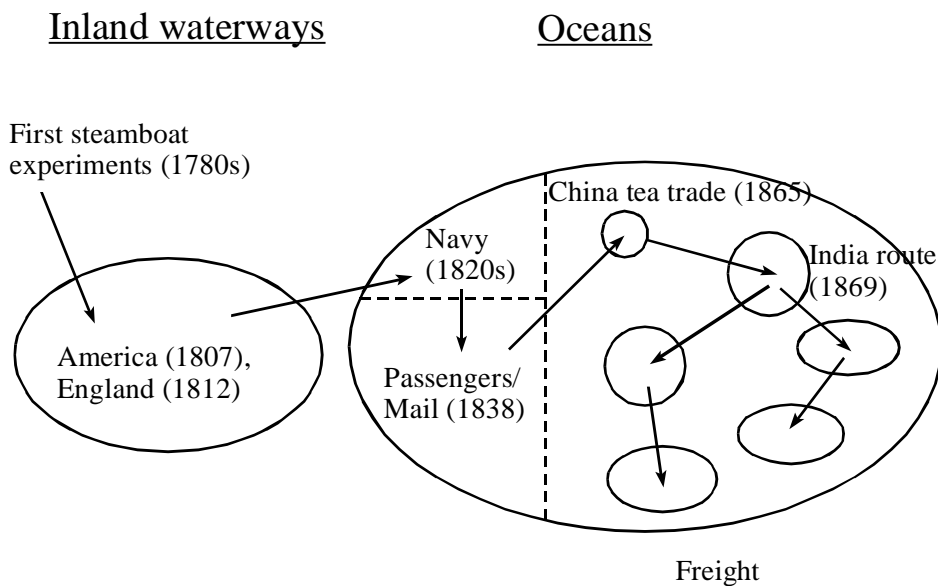 Inland waterways
Oceans
First steamboat
experiments (1780s)
China tea trade (1865)
Navy
(1820s)
India route
(1869)
America (1807),
England (1812)
Passengers/
Mail (1838)
Freight